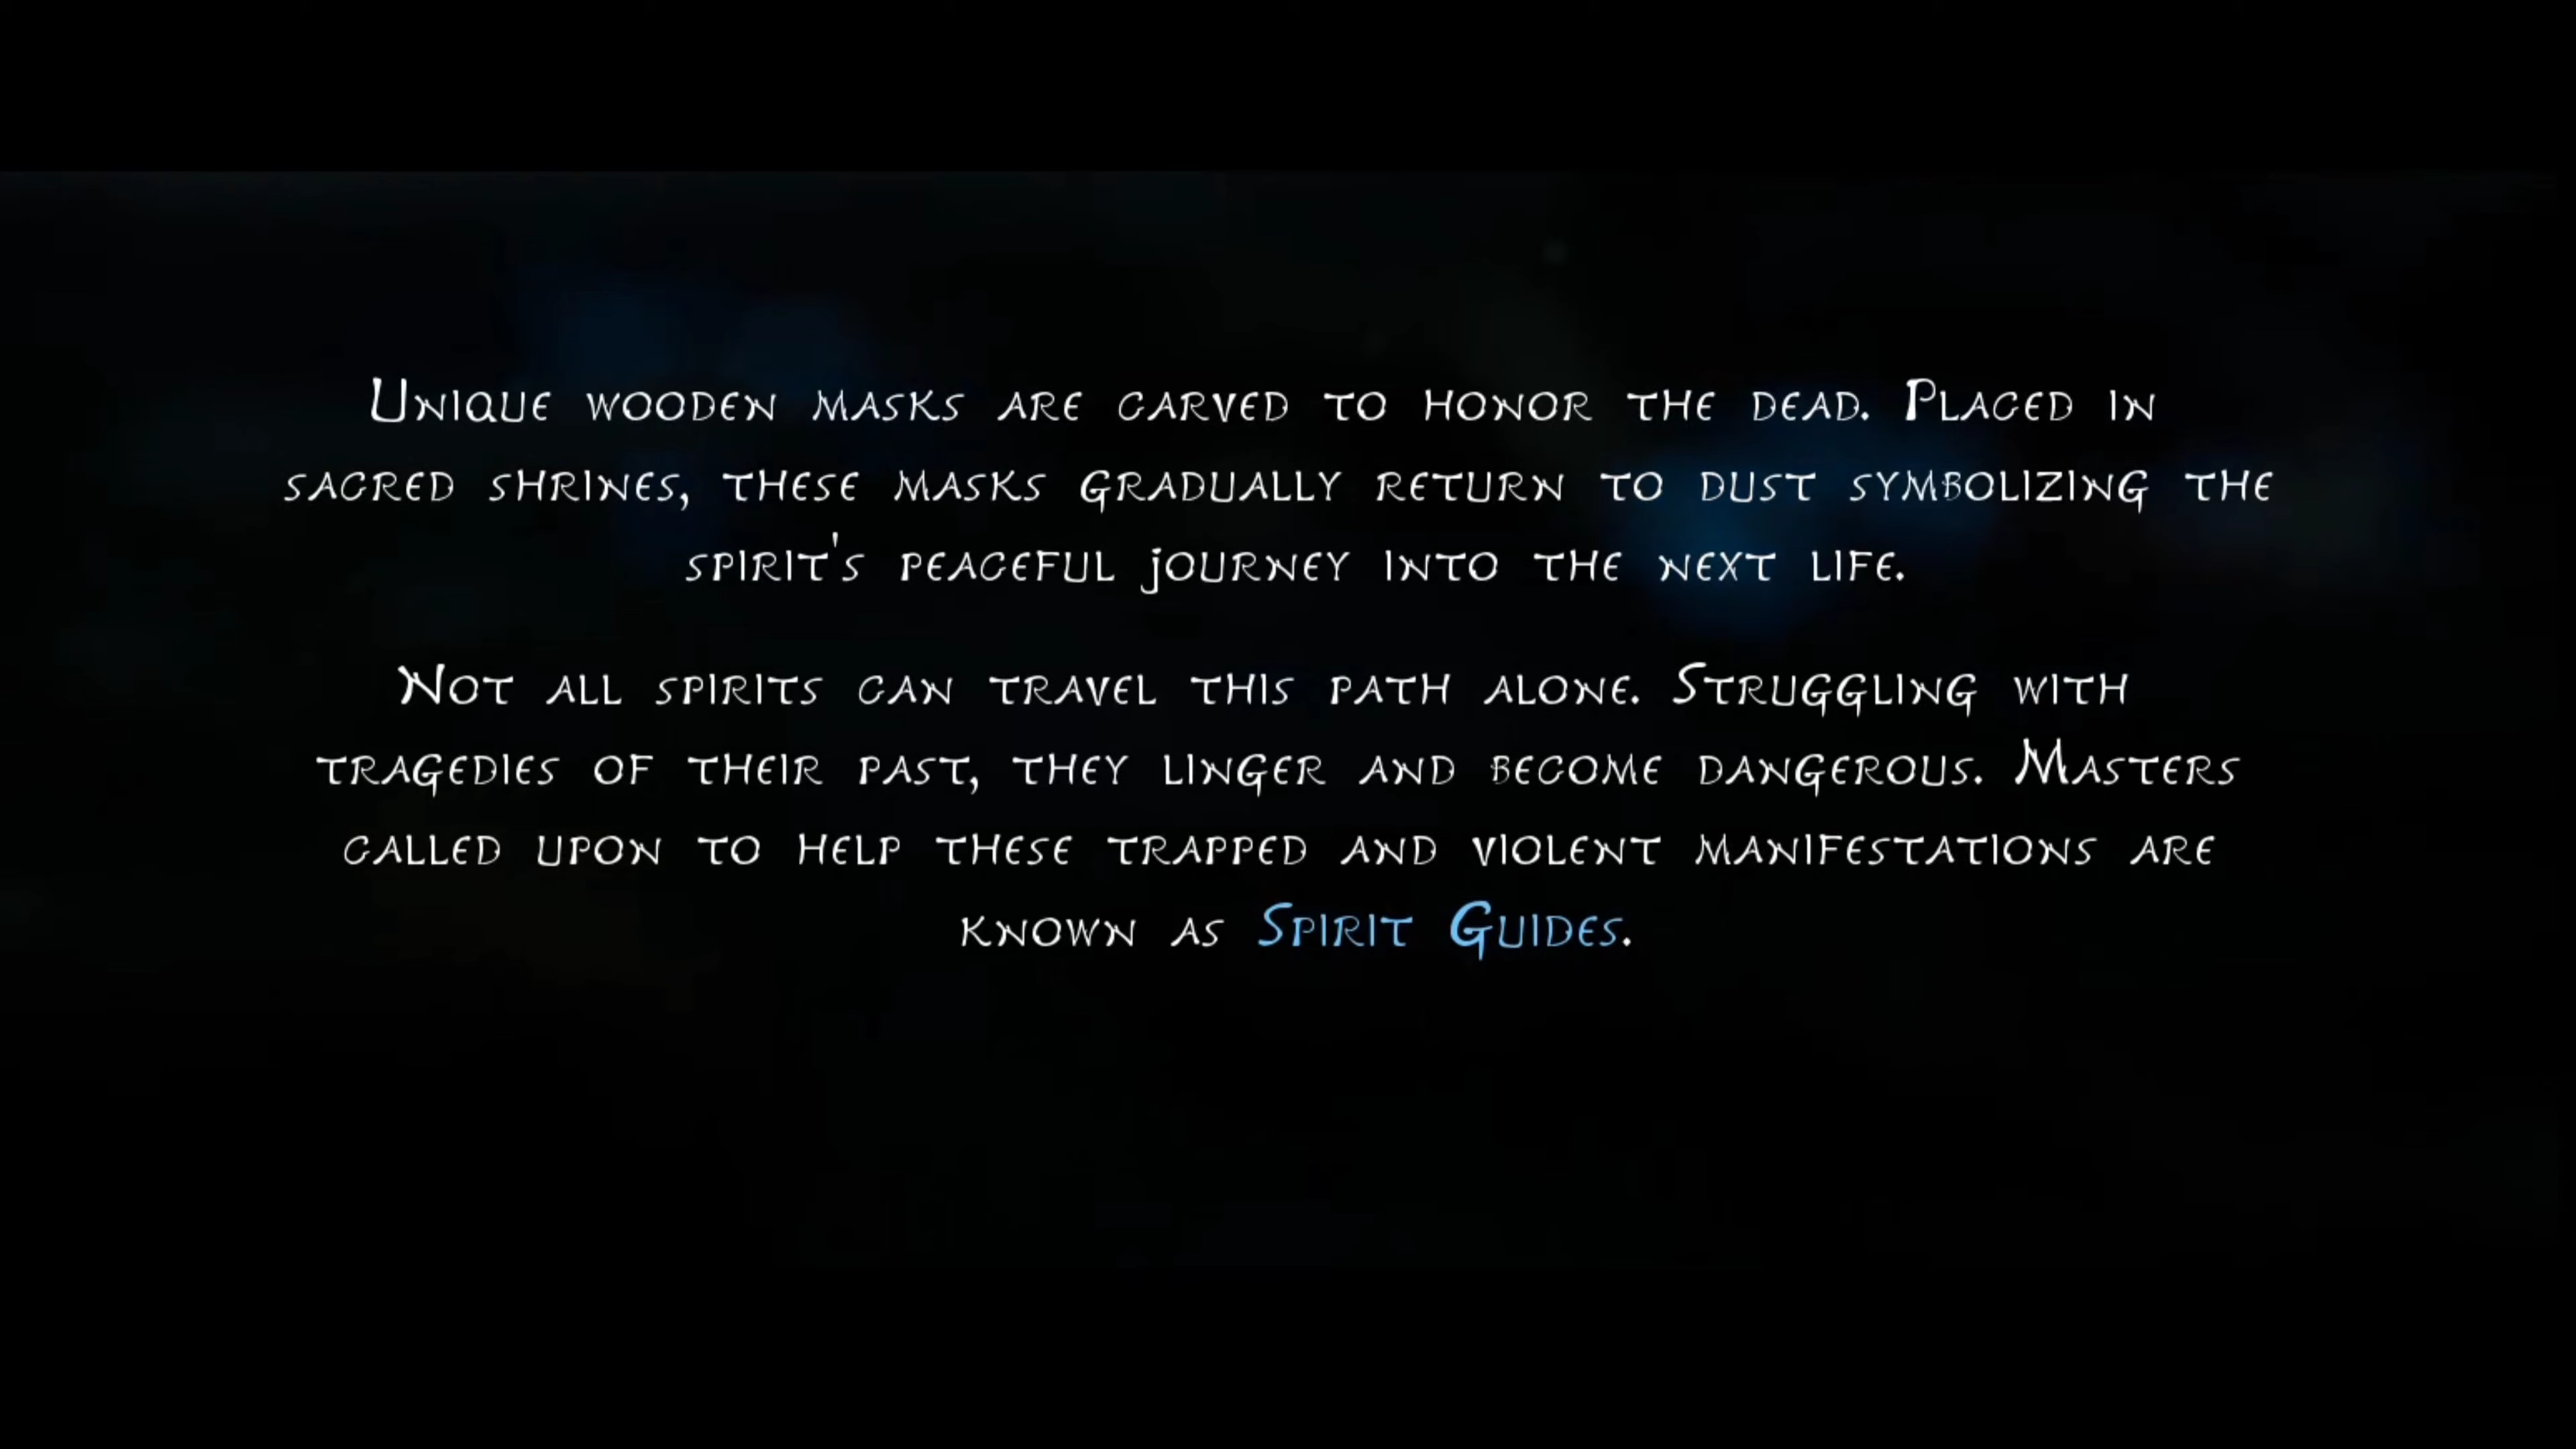 Unique wooden masks are carved to honor the dead. Placed in
sacred shrines, these masks gradually return to dust symbolizing the
spirit's peaceful journey into the next life.
Not all spirits can travel this path alone. Struggling with
tragedies of their past, they linger and become dangerous. Masters
called upon to help these trapped and violent manifestations are
known as Spirit Guides.